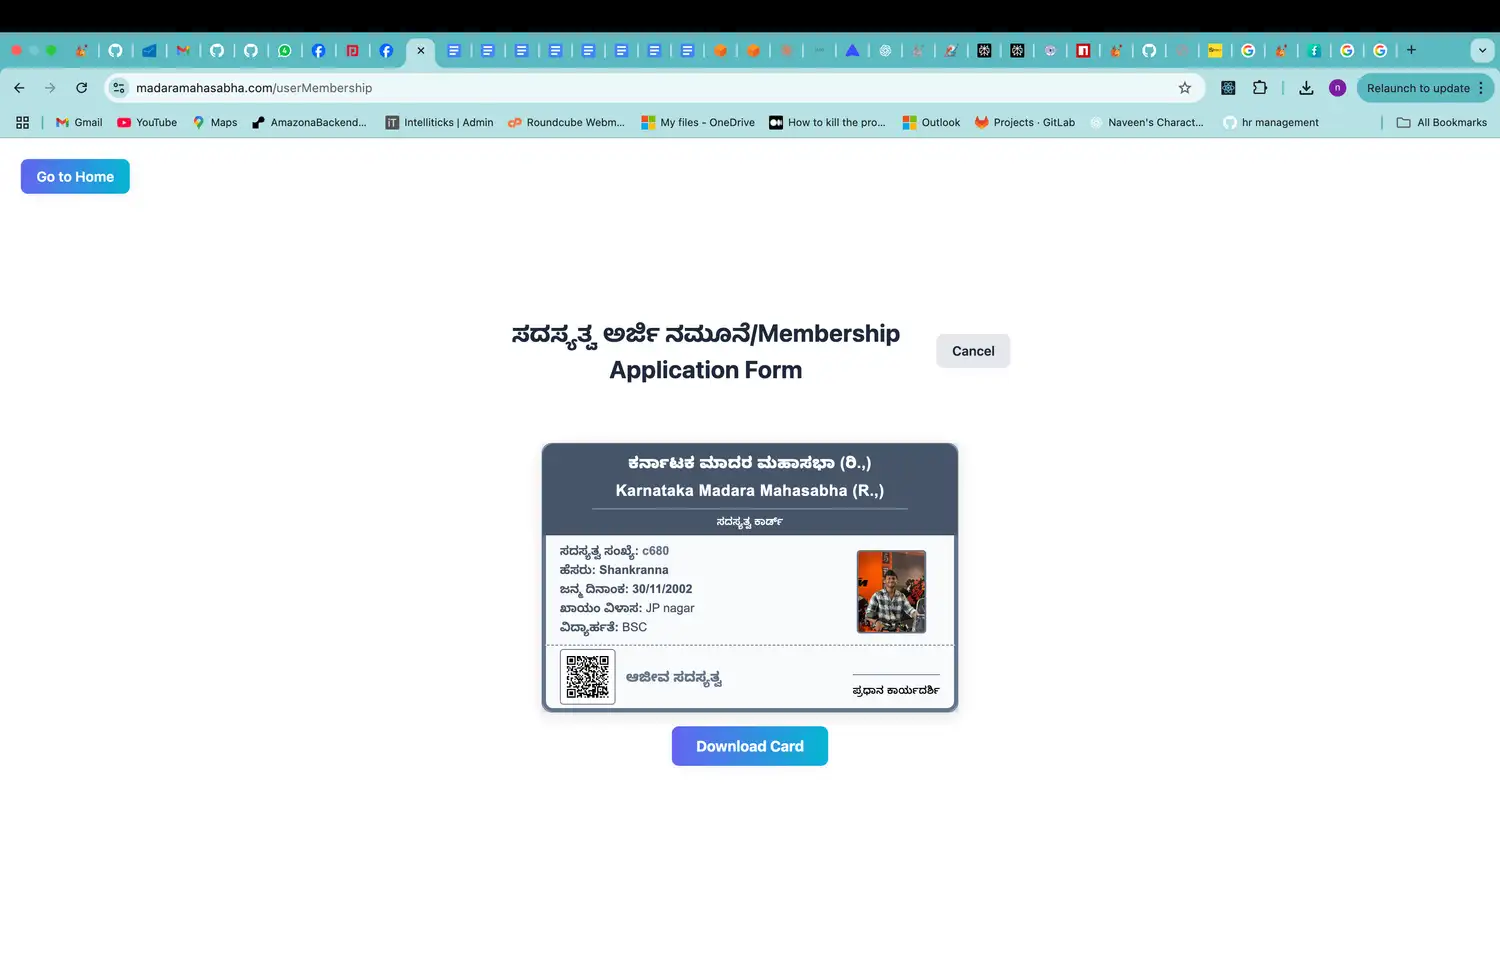 madaramahasabha.com/userMembership
Relaunch to update
Gmail
YouTube
Maps
AmazonaBackend...
Intelliticks | Admin
Roundcube Webm...
My files - OneDrive
How to kill the pro...
Outlook
Projects · GitLab
Naveen's Charact...
hr management
All Bookmarks
Go to Home
ಸದಸ್ಯತ್ವ ಅರ್ಜಿ ನಮೂನೆ/Membership
Application Form
Cancel
ಕರ್ನಾಟಕ ಮಾದರ ಮಹಾಸಭಾ (ರಿ.,)
Karnataka Madara Mahasabha (R.,)
ಸದಸ್ಯತ್ವ ಕಾರ್ಡ್
ಸದಸ್ಯತ್ವ ಸಂಖ್ಯೆ: c680
ಹೆಸರು: Shankranna
ಜನ್ಮ ದಿನಾಂಕ: 30/11/2002
ಖಾಯಂ ವಿಳಾಸ: JP nagar
ವಿದ್ಯಾರ್ಹತೆ: BSC
ಆಜೀವ ಸದಸ್ಯತ್ವ
ಪ್ರಧಾನ ಕಾರ್ಯದರ್ಶಿ
Download Card